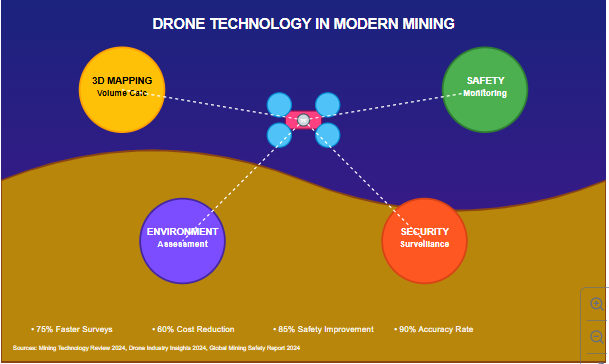 DRONE TECHNOLOGY IN MODERN MINING
3D MAPPING
Volume Calc
SAFETY
Monitoring
ENVIRONMENT
Assessment
SECURITY
Surveillance
• 75% Faster Surveys • 60% Cost Reduction • 85% Safety Improvement • 90% Accuracy Rate
Sources: Mining Technology Review 2024, Drone Industry Insights 2024, Global Mining Safety Report 2024